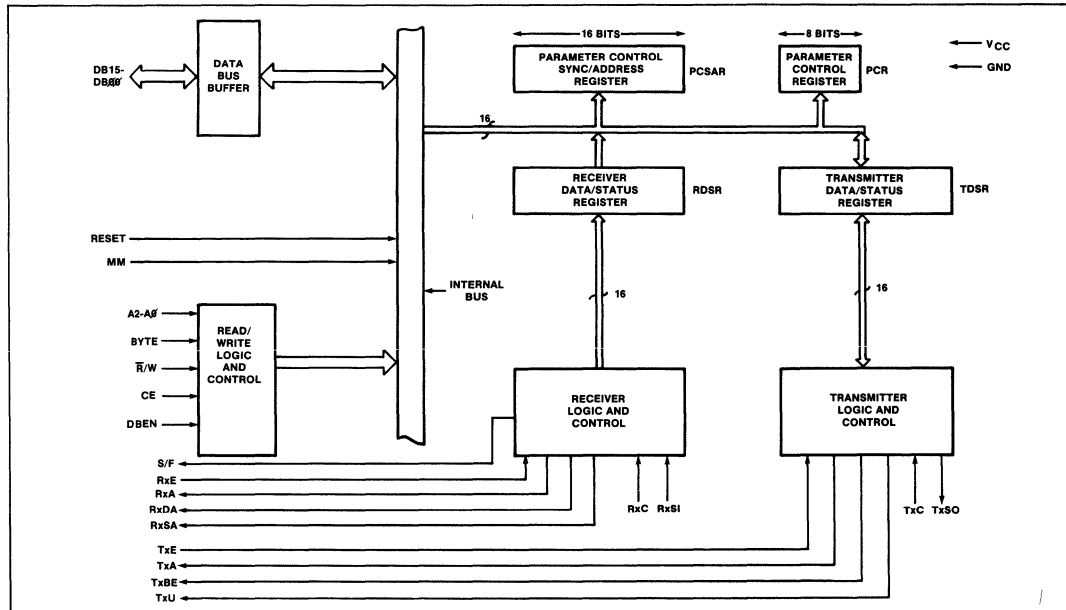 16 BITS
8 BITS
DB15-
DB00
DATA
BUS
BUFFER
PARAMETER CONTROL
SYNC/ADDRESS
REGISTER
PCSAR
PARAMETER
CONTROL
REGISTER
PCR
VCC
GND
16
RECEIVER
DATA/STATUS
REGISTER
RDSR
TRANSMITTER
DATA/STATUS
REGISTER
TDSR
RESET
MM
INTERNAL
BUS
16
16
A2-A0
BYTE
R̅/W
CE
DBEN
READ/
WRITE
LOGIC
AND
CONTROL
RECEIVER
LOGIC AND
CONTROL
TRANSMITTER
LOGIC AND
CONTROL
S/F
RxE
RxA
RxDA
RxSA
RxC
RxSI
TxC
TxSO
TxE
TxA
TxBE
TxU